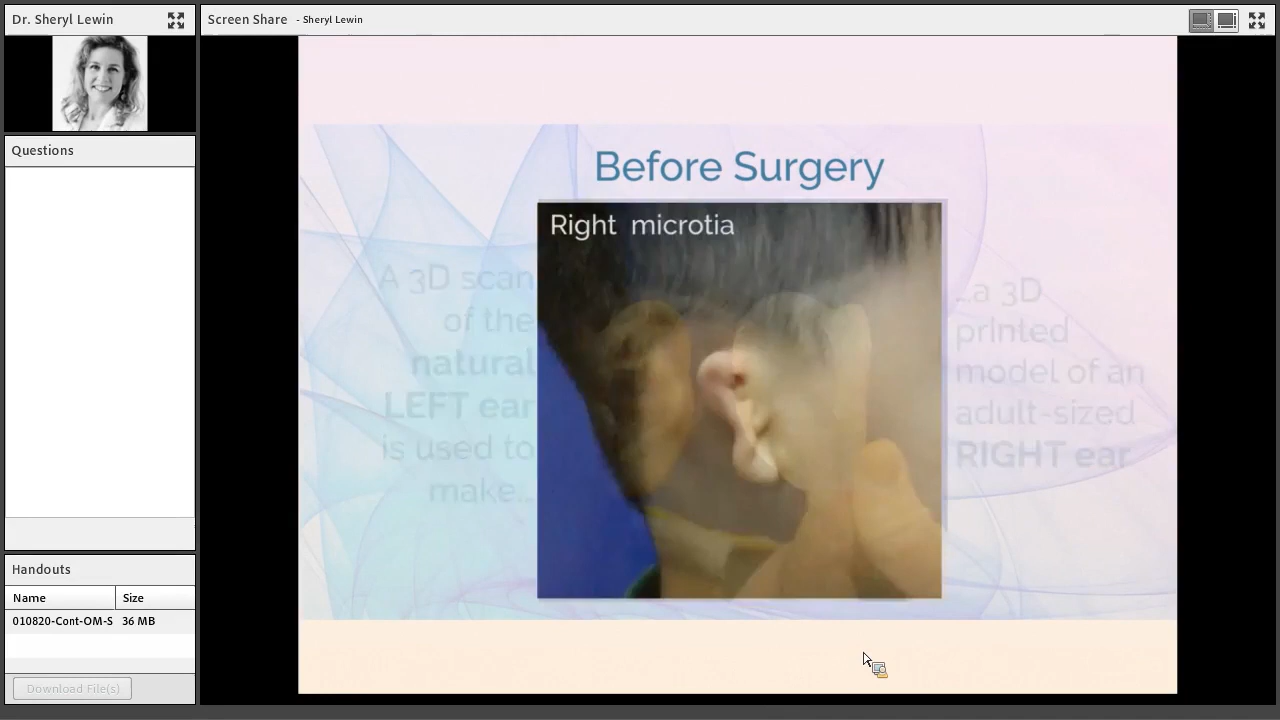 Dr. Sheryl Lewin
Screen Share - Sheryl Lewin
Questions
Handouts
Name Size
010820-Cont-OM-S 36 MB
Download File(s)
Before Surgery
Right microtia
A 3D scan
of the
natural
LEFT ear
is used to
make..
...a 3D
printed
model of an
adult-sized
RIGHT ear